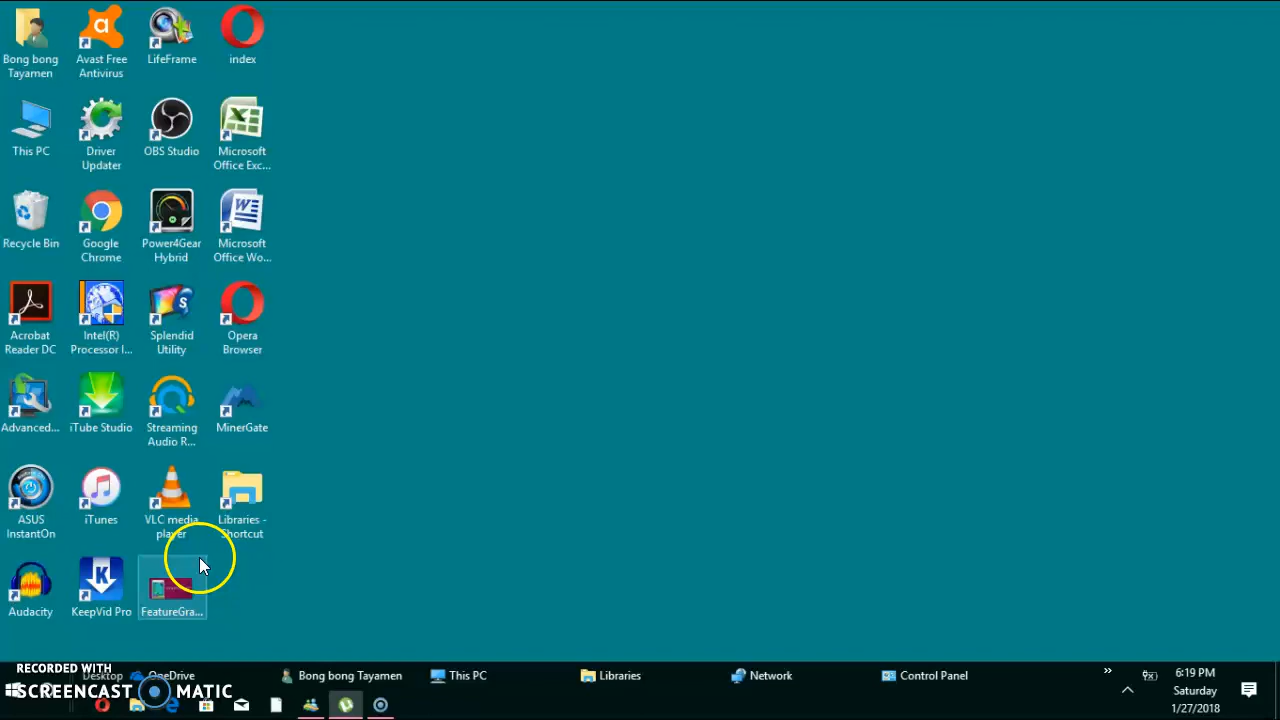 Bong bong
Tayamen
Avast Free
Antivirus
LifeFrame
index
This PC
Driver
Updater
OBS Studio
Microsoft
Office Exc...
Recycle Bin
Google
Chrome
Power4Gear
Hybrid
Microsoft
Office Wo...
Acrobat
Reader DC
Intel(R)
Processor I...
Splendid
Utility
Opera
Browser
Advanced...
iTube Studio
Streaming
Audio R...
MinerGate
ASUS
InstantOn
iTunes
VLC media
player
Libraries -
Shortcut
Audacity
KeepVid Pro
FeatureGra...
RECORDED WITH
SCREENCAST MATIC
Desktop
OneDrive
Bong bong Tayamen
This PC
Libraries
Network
Control Panel
6:19 PM
Saturday
1/27/2018